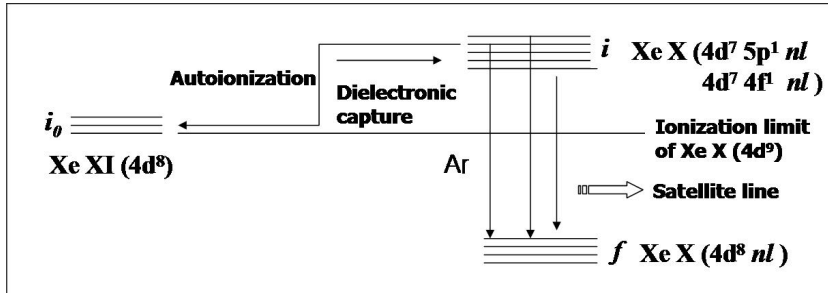 i Xe X (4d⁷ 5p¹ nl
4d⁷ 4f¹ nl )
Autoionization
Dielectronic
capture
i₀
Xe XI (4d⁸)
Ionization limit
of Xe X (4d⁹)
Ar
Satellite line
f Xe X (4d⁸ nl )